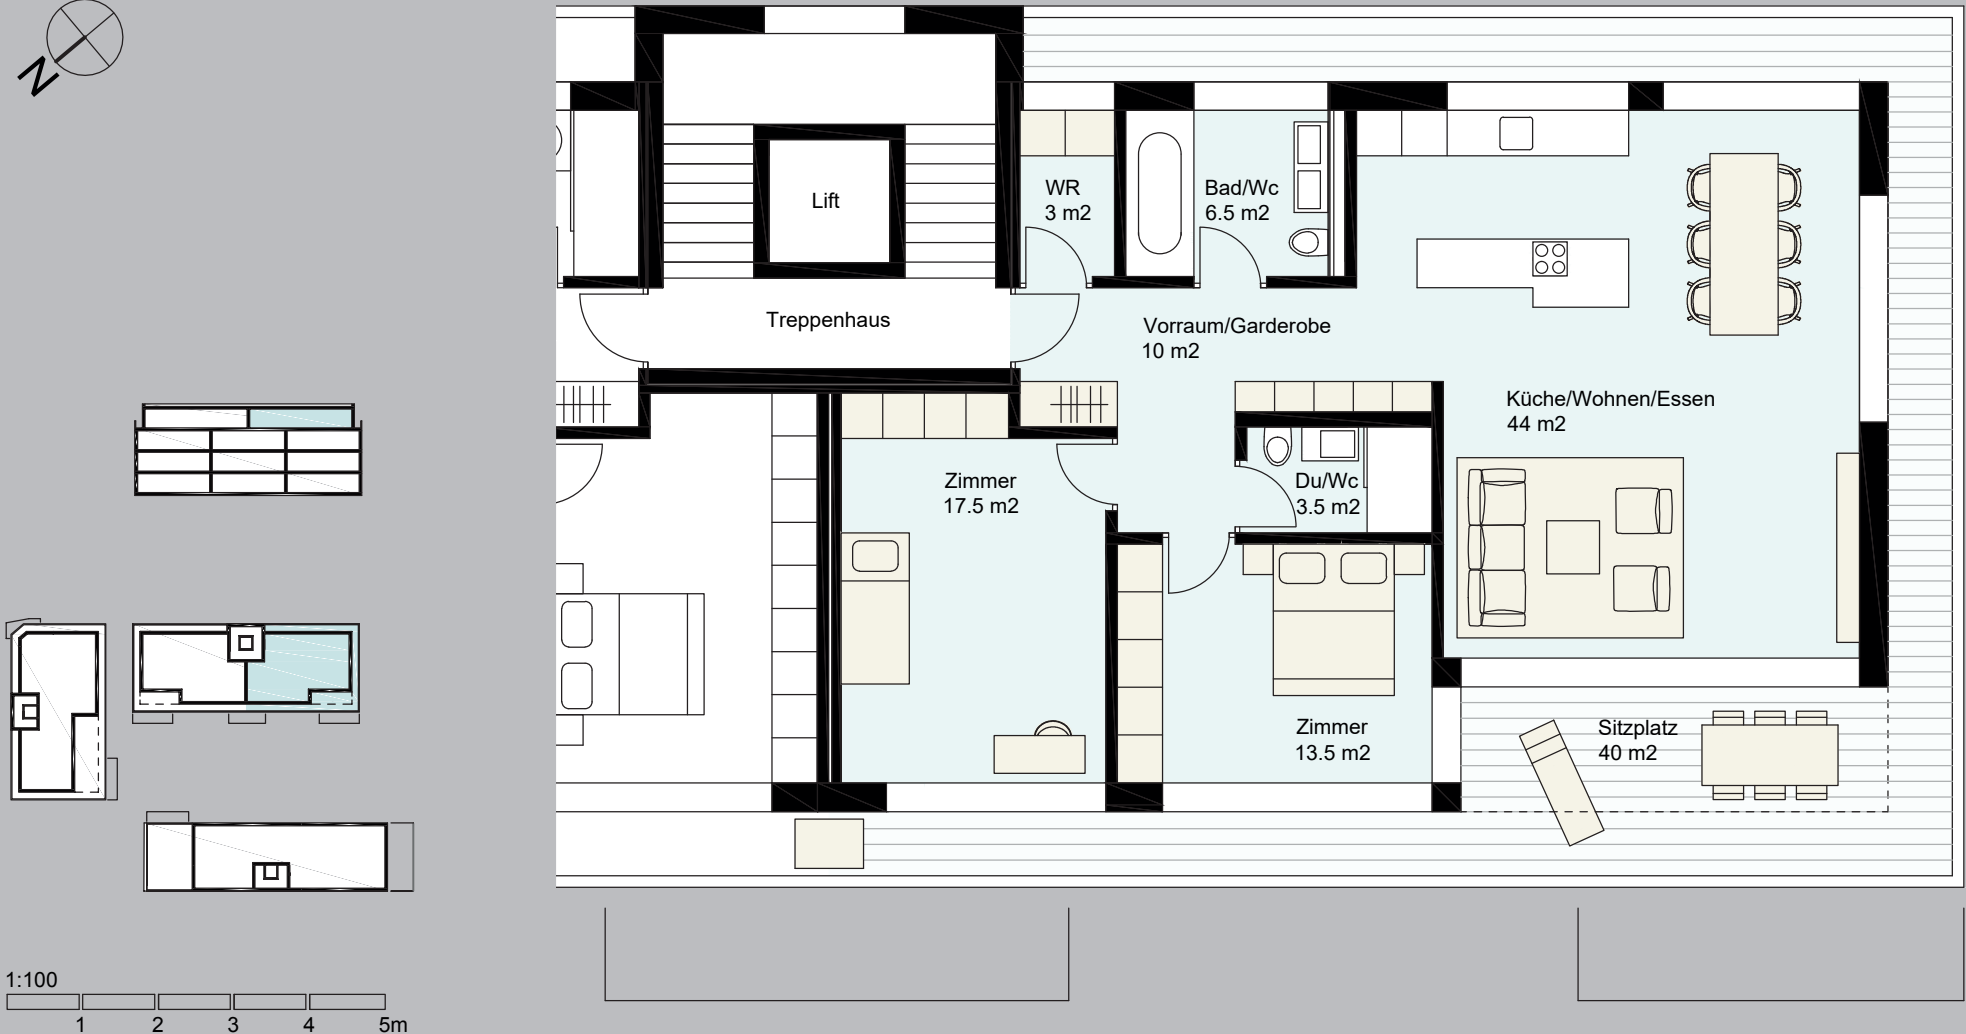 N
Lift
WR
3 m2
Bad/Wc
6.5 m2
Treppenhaus
Vorraum/Garderobe
10 m2
Küche/Wohnen/Essen
44 m2
Zimmer
17.5 m2
Du/Wc
3.5 m2
Zimmer
13.5 m2
Sitzplatz
40 m2
1:100
1 2 3 4 5m